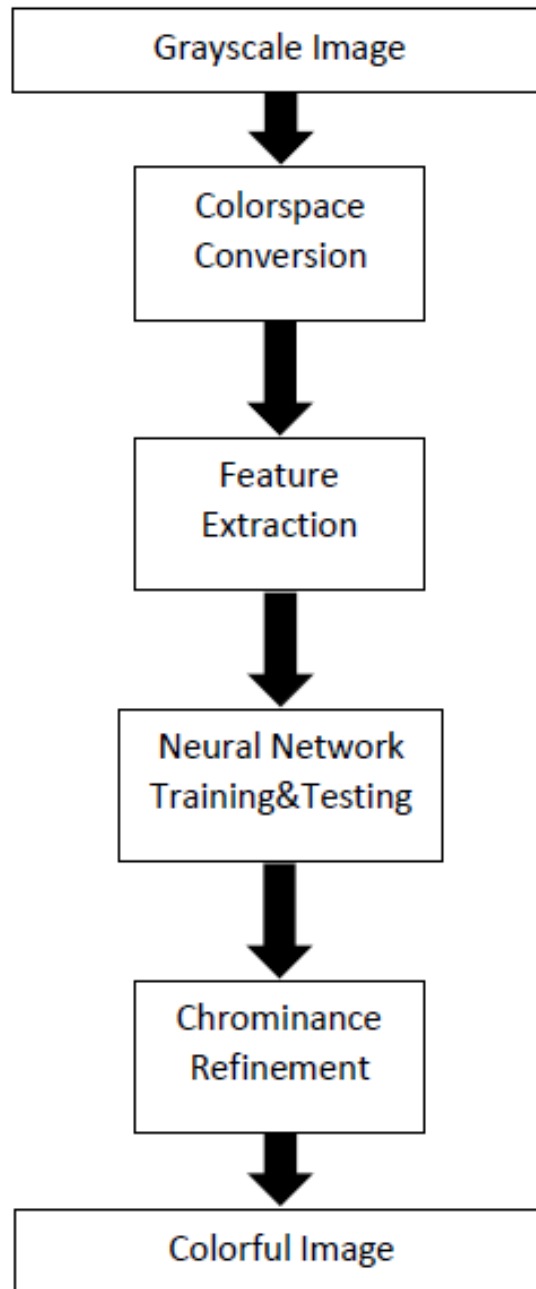 Grayscale Image
Colorspace
Conversion
Feature
Extraction
Neural Network
Training&Testing
Chrominance
Refinement
Colorful Image